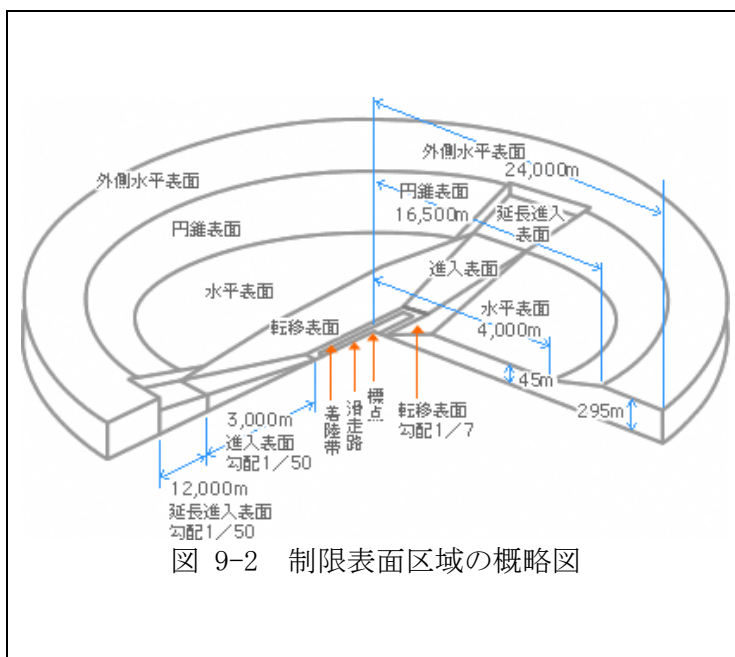 外側水平表面
24,000m
外側水平表面
円錐表面
16,500m
延長進入
表面
円錐表面
進入表面
水平表面
水平表面
4,000m
転移表面
45m
295m
着陸帯
滑走路
標点
転移表面
勾配1/7
3,000m
進入表面
勾配1/50
12,000m
延長進入表面
勾配1/50
図 9-2 制限表面区域の概略図